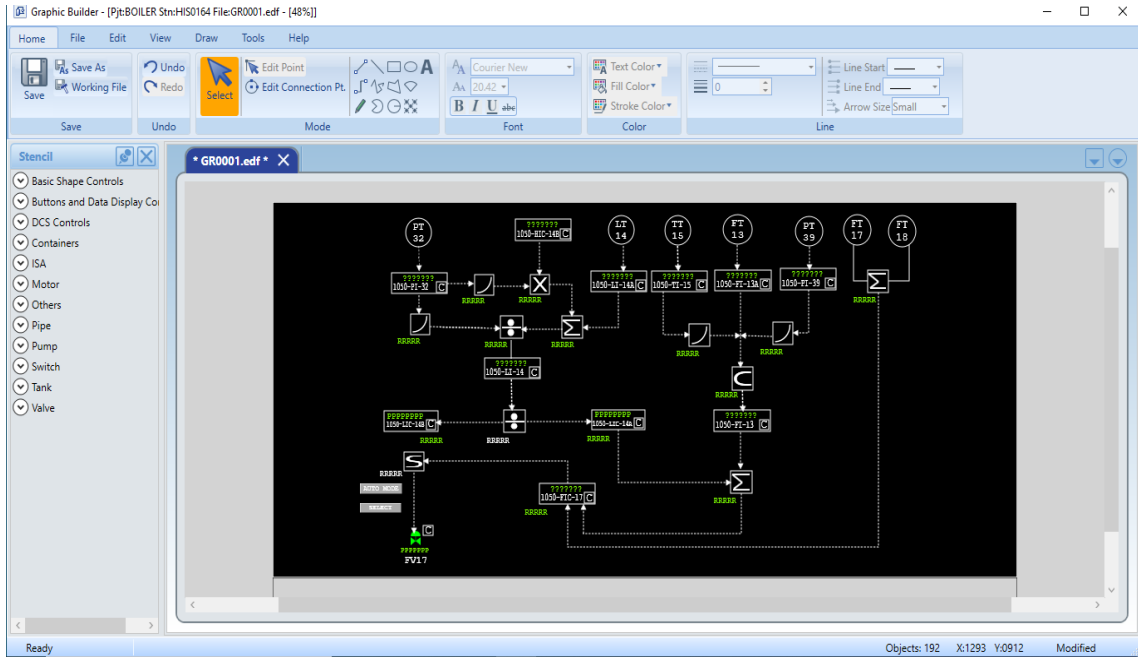 Graphic Builder - [Pjt:BOILER Stn:HIS0164 File:GR0001.edf - [48%]]
Home File Edit View Draw Tools Help
Save
Save As
Working File
Save
Undo
Redo
Undo
Select
Edit Point
Edit Connection Pt.
A
Mode
Courier New
20.42
B I U abc
Font
Text Color
Fill Color
Stroke Color
Color
0
Line Start
Line End
Arrow Size Small
Line
Stencil
Basic Shape Controls
Buttons and Data Display Co
DCS Controls
Containers
ISA
Motor
Others
Pipe
Pump
Switch
Tank
Valve
* GR0001.edf *
PT
32
???????
1050-HIC-14B C
LT
14
TT
15
FT
13
PT
39
FT
17
FT
18
???????
1050-PI-32 C
RRRRR
X
RRRRR
???????
1050-LI-14A C
???????
1050-TI-15 C
???????
1050-FI-13A C
???????
1050-FI-39 C
Σ
RRRRR
RRRRR
÷
RRRRR
Σ
RRRRR
RRRRR
RRRRR
???????
1050-LI-14 C
C
RRRRR
PPPPPPPP
1050-LIC-14B C
RRRRR
÷
RRRRR
PPPPPPPP
1050-LIC-14A C
RRRRR
???????
1050-FI-13 C
S
RRRRR
AUTO MODE
SELECT
???????
1050-FIC-17 C
RRRRR
Σ
RRRRR
C
PPPPPPP
FV17
Ready
Objects: 192 X:1293 Y:0912 Modified